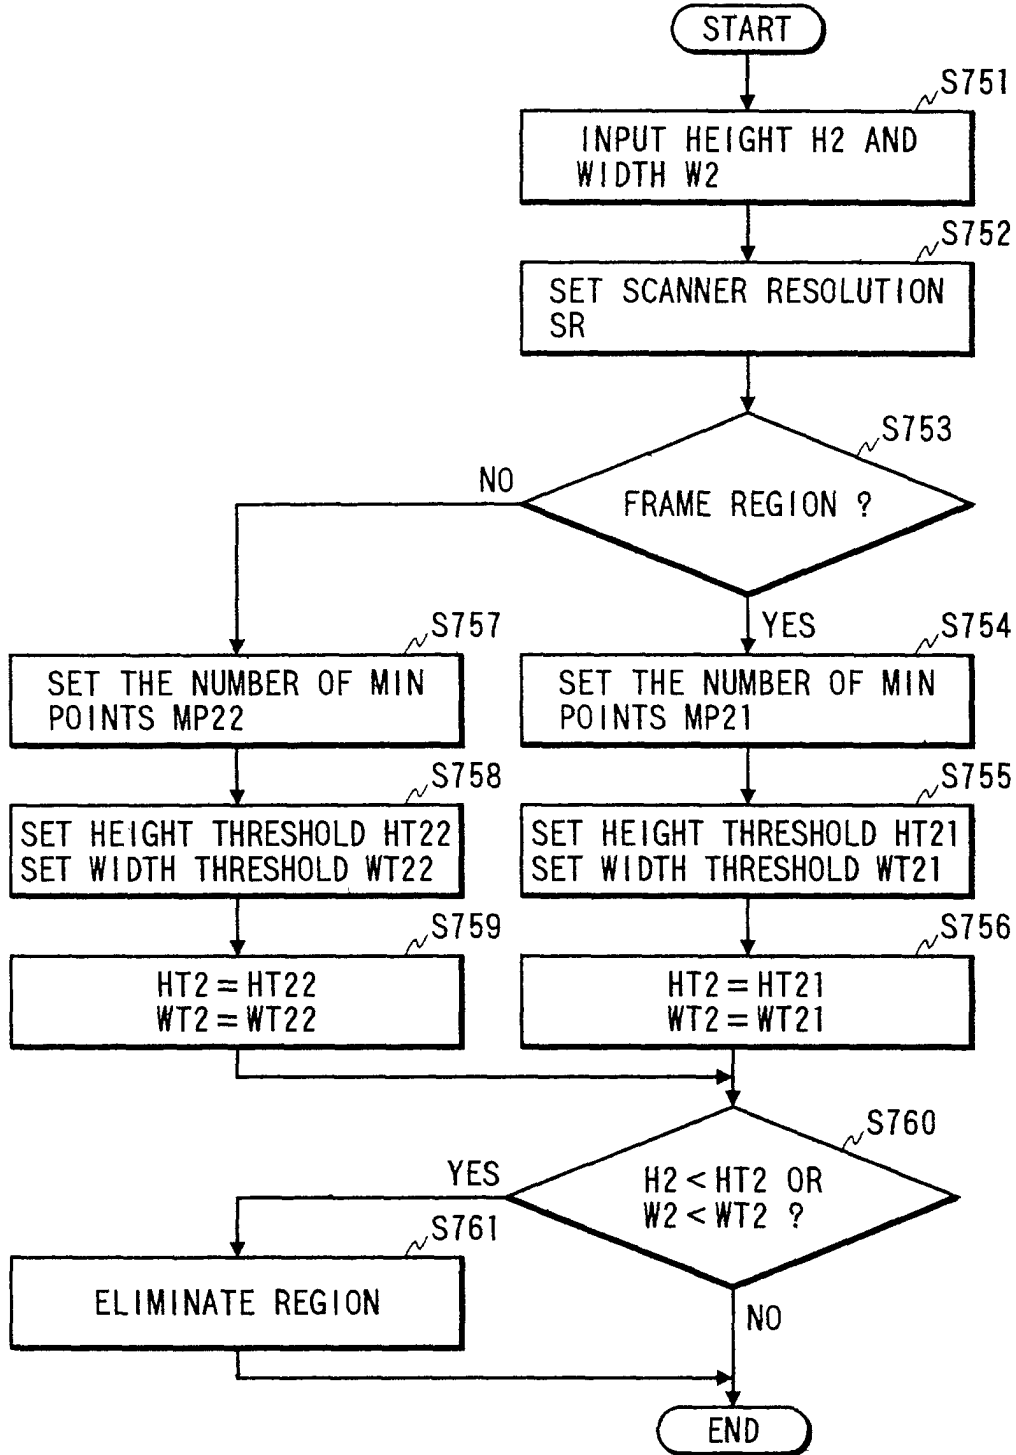 START
S751
INPUT HEIGHT H2 AND
WIDTH W2
S752
SET SCANNER RESOLUTION
SR
S753
FRAME REGION ?
NO
YES
S757
SET THE NUMBER OF MIN
POINTS MP22
S754
SET THE NUMBER OF MIN
POINTS MP21
S758
SET HEIGHT THRESHOLD HT22
SET WIDTH THRESHOLD WT22
S755
SET HEIGHT THRESHOLD HT21
SET WIDTH THRESHOLD WT21
S759
HT2 = HT22
WT2 = WT22
S756
HT2 = HT21
WT2 = WT21
S760
H2 < HT2 OR
W2 < WT2 ?
YES
S761
ELIMINATE REGION
NO
END